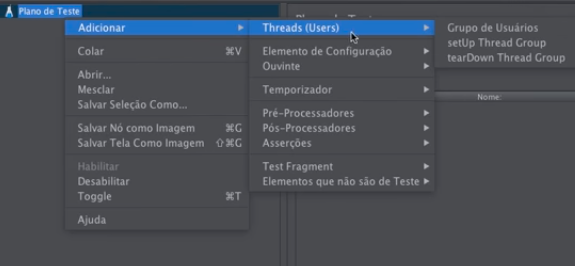 Plano de Teste
Adicionar
Colar ⌘V
Abrir...
Mesclar
Salvar Seleção Como...
Salvar Nó como Imagem ⌘G
Salvar Tela Como Imagem ⇧⌘G
Habilitar
Desabilitar
Toggle ⌘T
Ajuda
Threads (Users)
Elemento de Configuração
Ouvinte
Temporizador
Pré-Processadores
Pós-Processadores
Asserções
Test Fragment
Elementos que não são de Teste
Grupo de Usuários
setUp Thread Group
tearDown Thread Group
Nome: